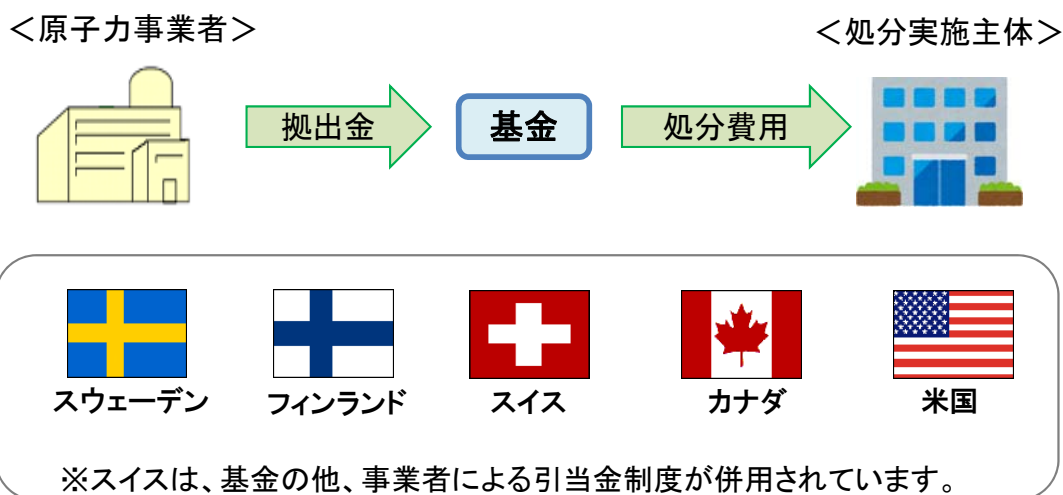 <原子力事業者>
<処分実施主体>
拠出金
基金
処分費用
スウェーデン
フィンランド
スイス
カナダ
米国
※スイスは、基金の他、事業者による引当金制度が併用されています。